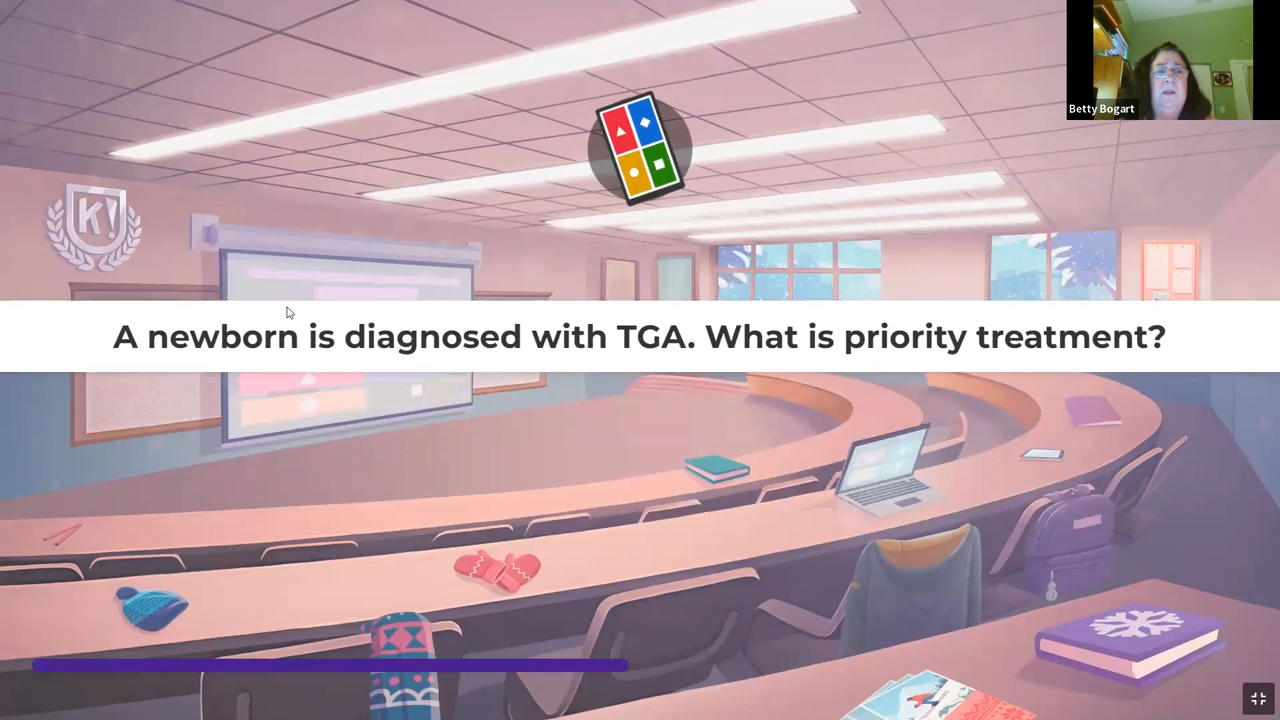 Betty Bogart
K!
A newborn is diagnosed with TGA. What is priority treatment?